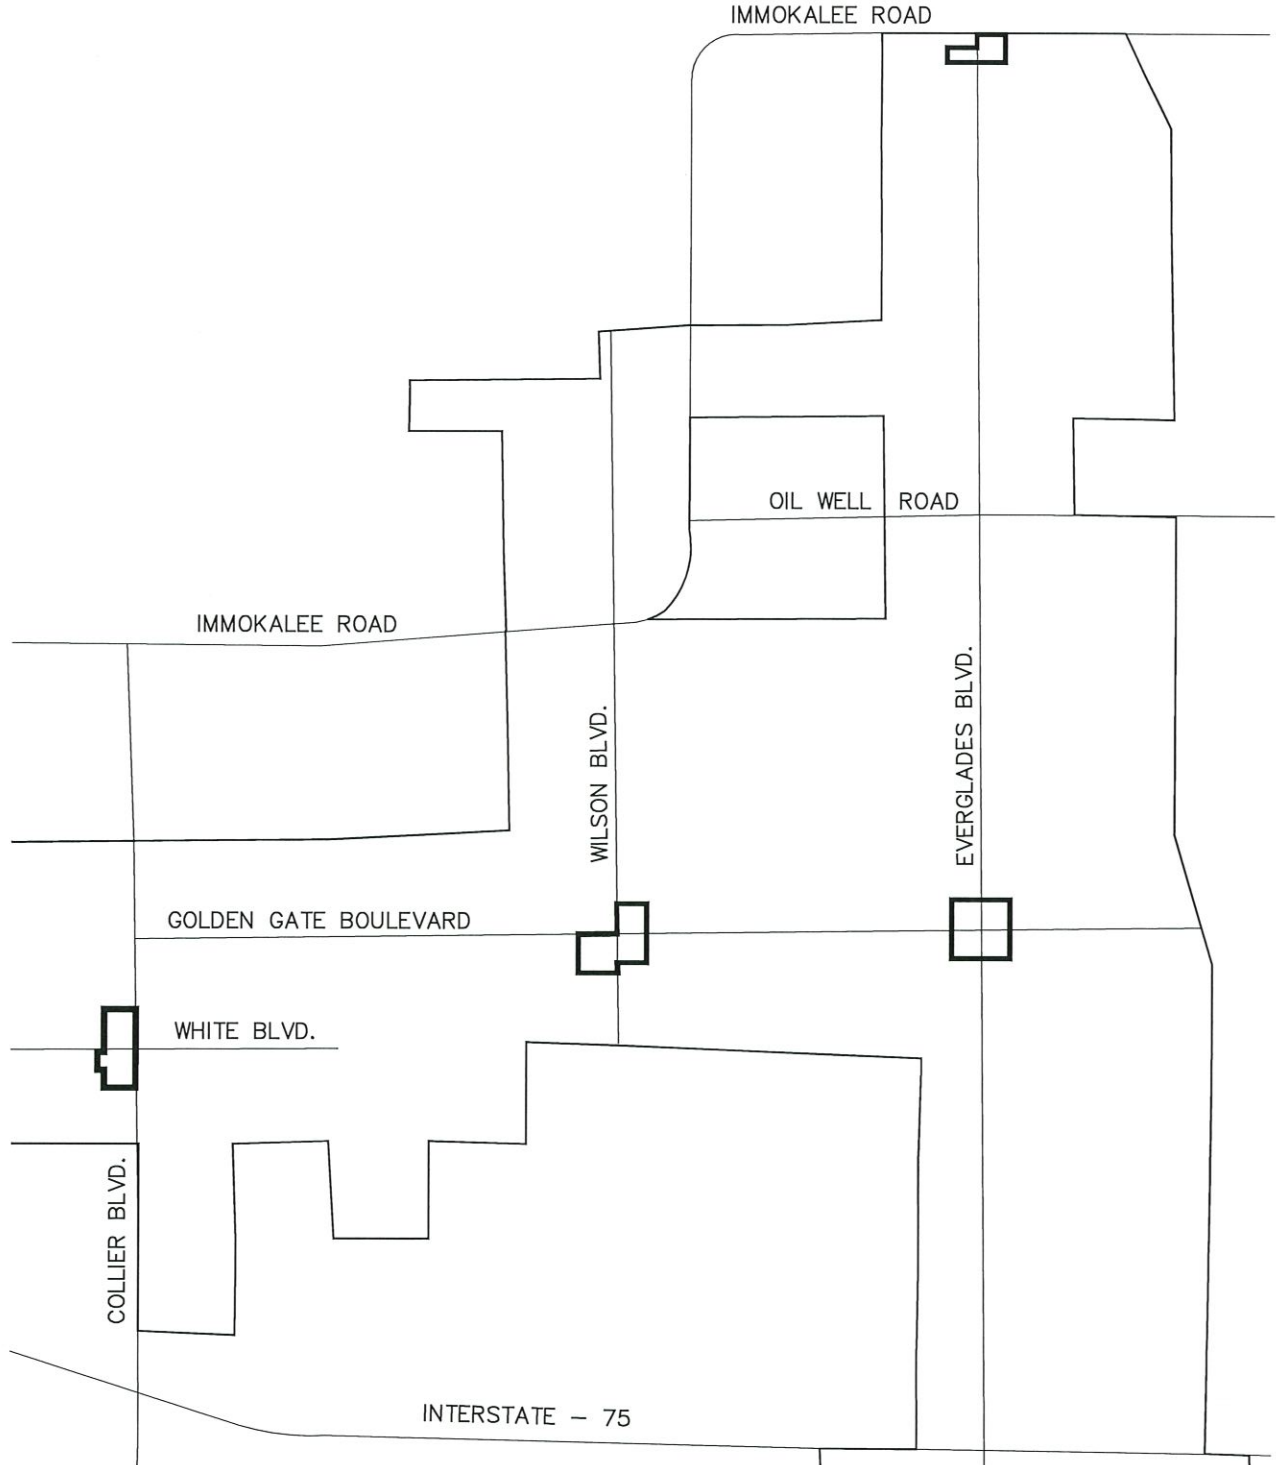 IMMOKALEE ROAD
OIL WELL ROAD
IMMOKALEE ROAD
EVERGLADES BLVD.
WILSON BLVD.
GOLDEN GATE BOULEVARD
WHITE BLVD.
COLLIER BLVD.
INTERSTATE - 75